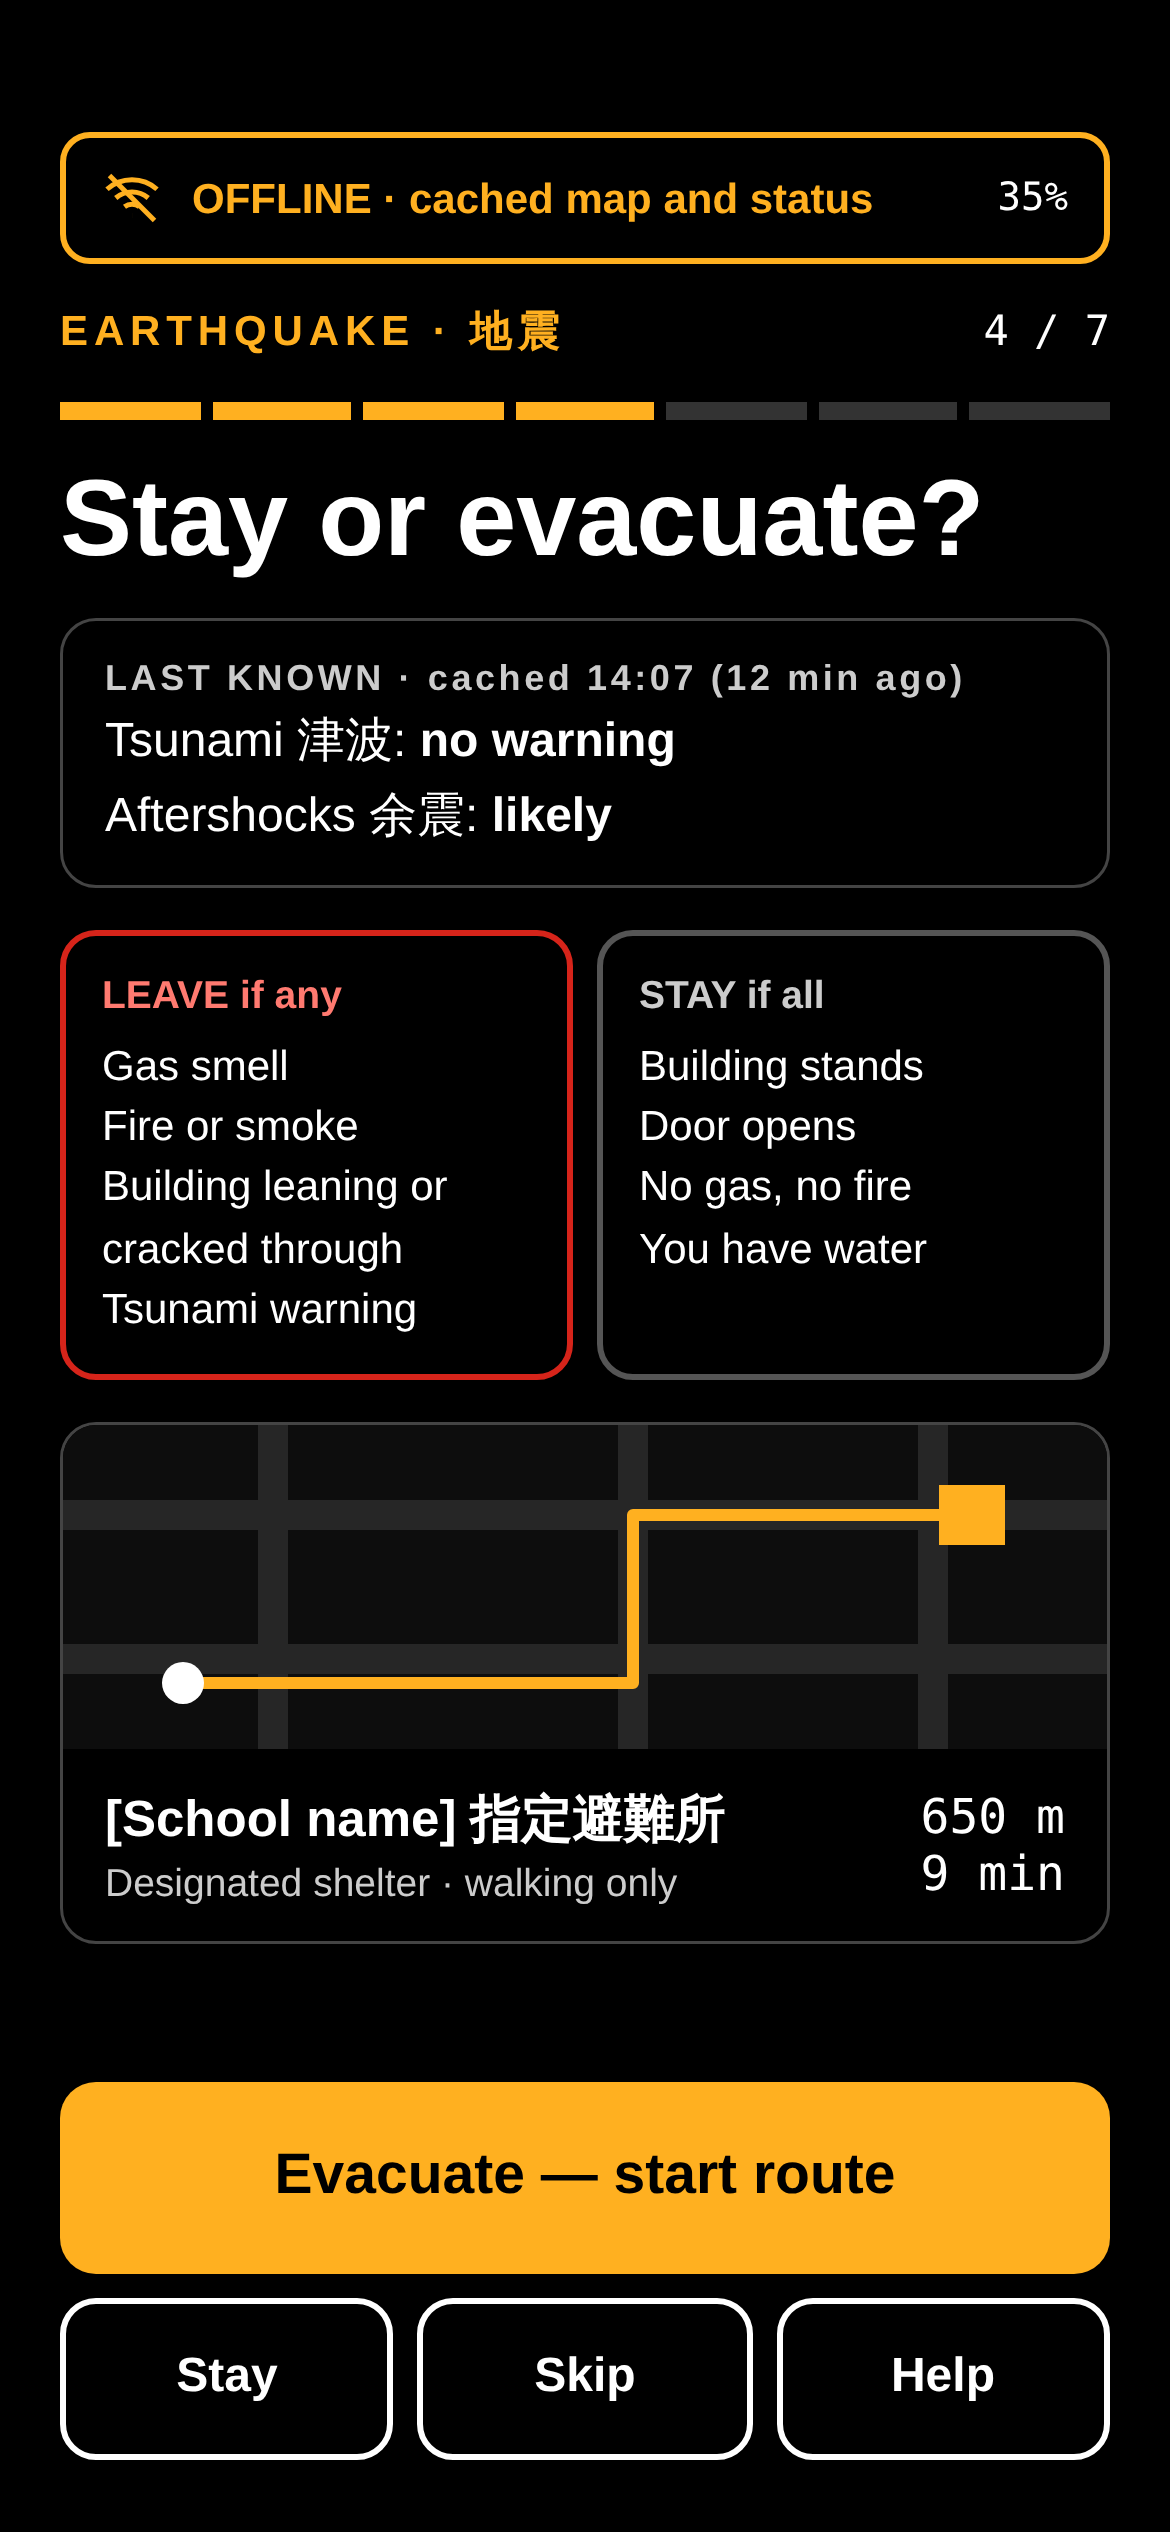 OFFLINE · cached map and status 35%
EARTHQUAKE · 地震 4 / 7
Stay or evacuate?
LAST KNOWN · cached 14:07 (12 min ago)
Tsunami 津波: no warning
Aftershocks 余震: likely
LEAVE if any
Gas smell
Fire or smoke
Building leaning or
cracked through
Tsunami warning
STAY if all
Building stands
Door opens
No gas, no fire
You have water
[School name] 指定避難所
Designated shelter · walking only
650 m
9 min
Evacuate — start route
Stay
Skip
Help